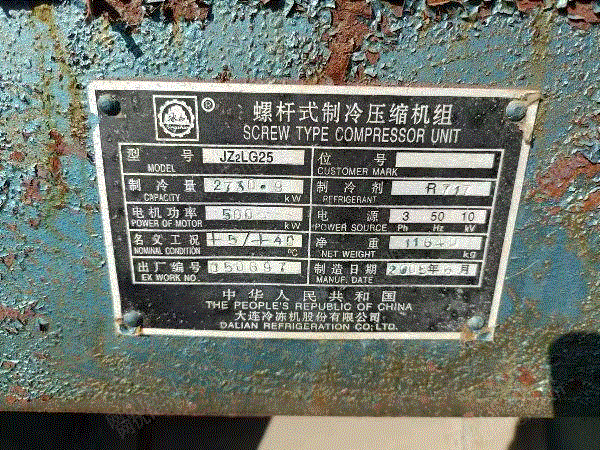 ®
螺杆式制冷压缩机组
SCREW TYPE COMPRESSOR UNIT
型 号 MODEL JZ₂LG25 位 号 CUSTOMER MARK
制冷量 CAPACITY kW 制冷剂 REFRIGERANT R717
电机功率 POWER OF MOTOR 500 kW 电 源 POWER SOURCE 3 Ph 50 Hz 10 kV
名义工况 NOMINAL CONDITION +5/+40 ℃ 净 重 NET WEIGHT kg
出厂编号 EX WORK NO. 制造日期 MANUF. DATE
中华人民共和国
THE PEOPLE'S REPUBLIC OF CHINA
大连冷冻机股份有限公司
DALIAN REFRIGERATION CO;LTD.